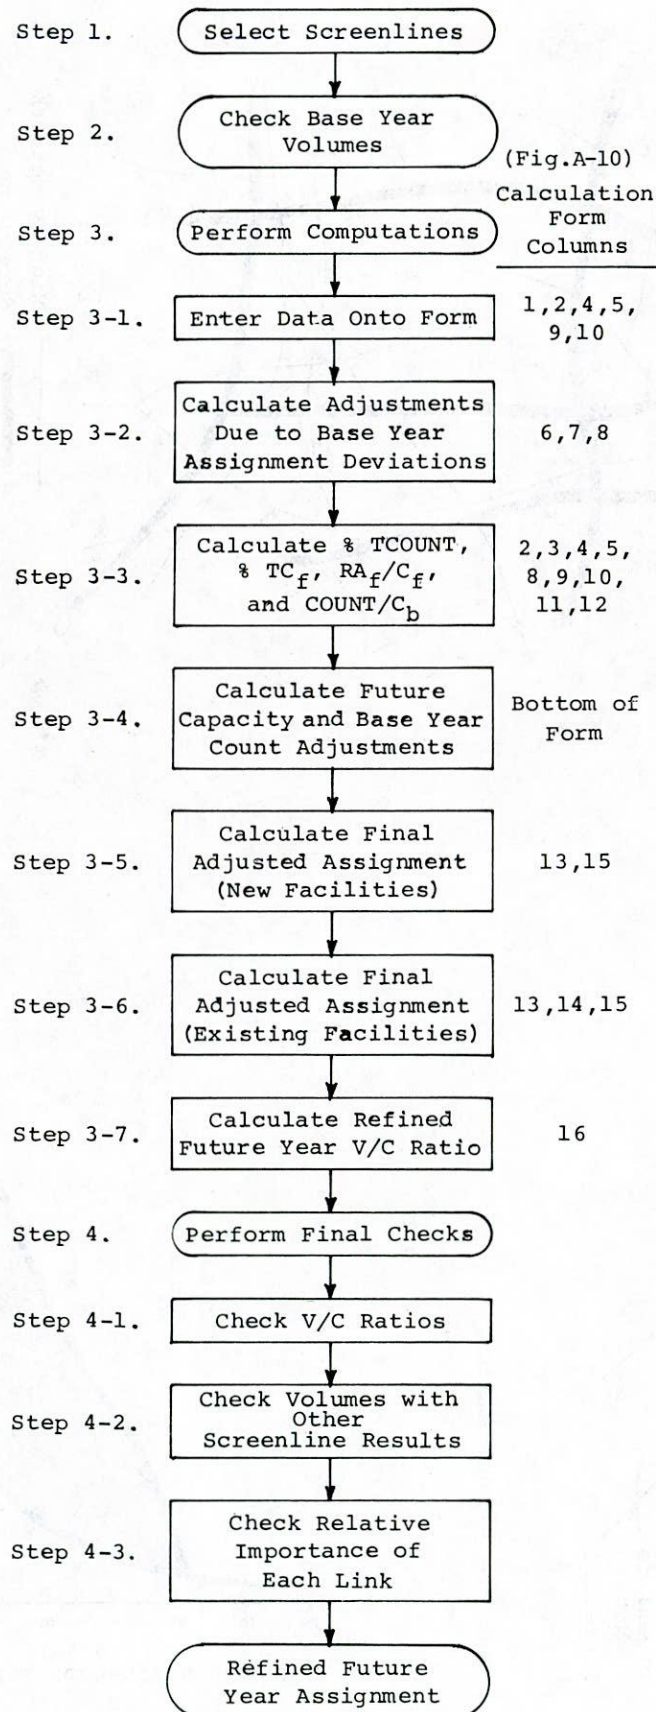 Step 1.
Select Screenlines
Step 2.
Check Base Year
Volumes
(Fig.A-10)
Calculation
Form
Columns
Step 3.
Perform Computations
Step 3-1.
Enter Data Onto Form
1,2,4,5,
9,10
Step 3-2.
Calculate Adjustments
Due to Base Year
Assignment Deviations
6,7,8
Step 3-3.
Calculate % TCOUNT,
% TC_f, RA_f/C_f,
and COUNT/C_b
2,3,4,5,
8,9,10,
11,12
Step 3-4.
Calculate Future
Capacity and Base Year
Count Adjustments
Bottom of
Form
Step 3-5.
Calculate Final
Adjusted Assignment
(New Facilities)
13,15
Step 3-6.
Calculate Final
Adjusted Assignment
(Existing Facilities)
13,14,15
Step 3-7.
Calculate Refined
Future Year V/C Ratio
16
Step 4.
Perform Final Checks
Step 4-1.
Check V/C Ratios
Step 4-2.
Check Volumes with
Other
Screenline Results
Step 4-3.
Check Relative
Importance of
Each Link
Refined Future
Year Assignment